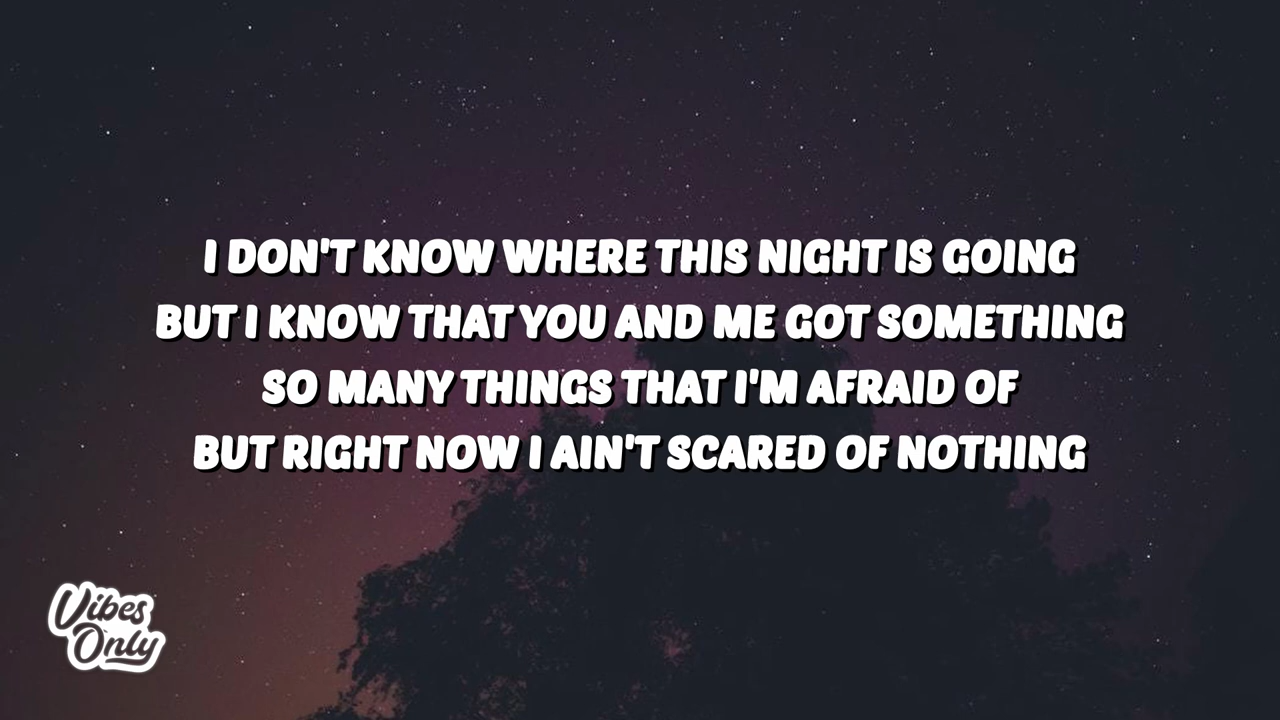 I DON'T KNOW WHERE THIS NIGHT IS GOING
BUT I KNOW THAT YOU AND ME GOT SOMETHING
SO MANY THINGS THAT I'M AFRAID OF
BUT RIGHT NOW I AIN'T SCARED OF NOTHING
Vibes
Only